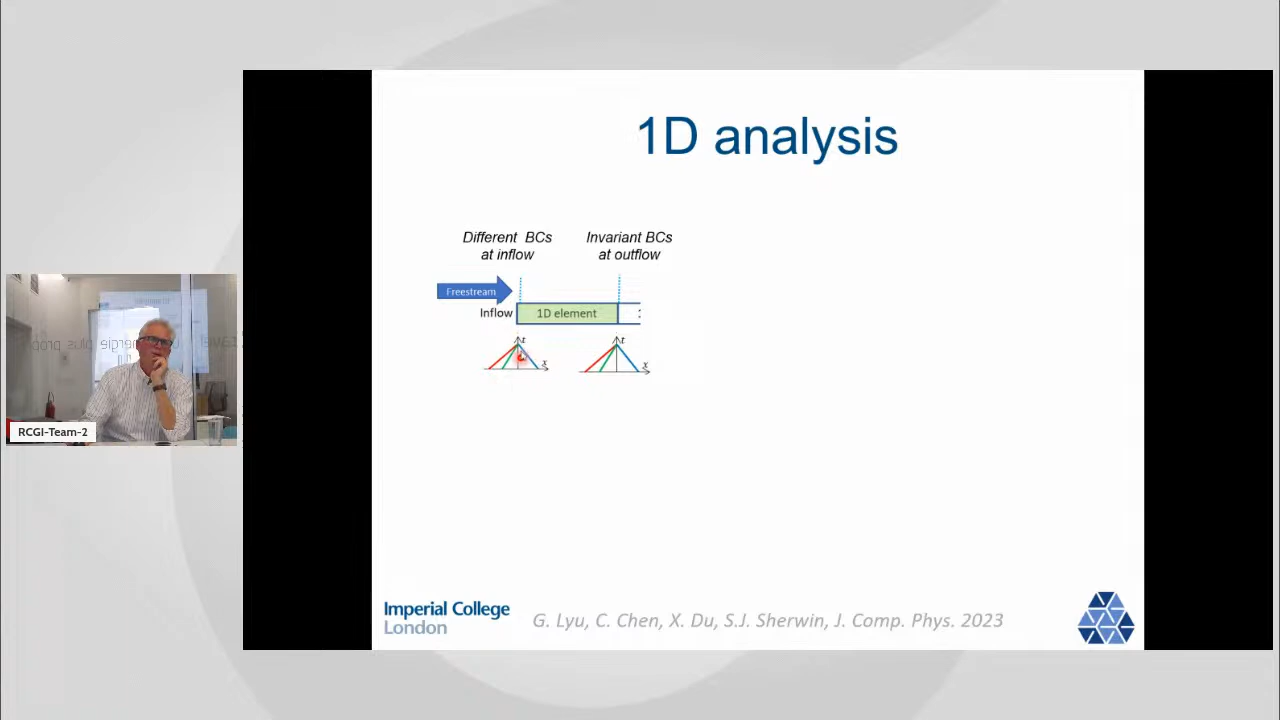 1D analysis
Different BCs
at inflow
Invariant BCs
at outflow
Freestream
Inflow
1D element
t
x
t
x
RCGI-Team-2
Imperial College
London
G. Lyu, C. Chen, X. Du, S.J. Sherwin, J. Comp. Phys. 2023